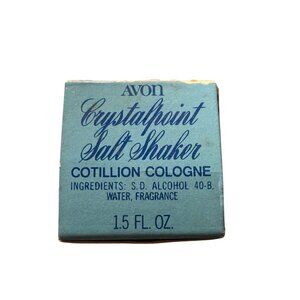 AVON
Crystalpoint
Salt Shaker
COTILLION COLOGNE
INGREDIENTS: S.D. ALCOHOL 40-B,
WATER, FRAGRANCE
1.5 FL. OZ.